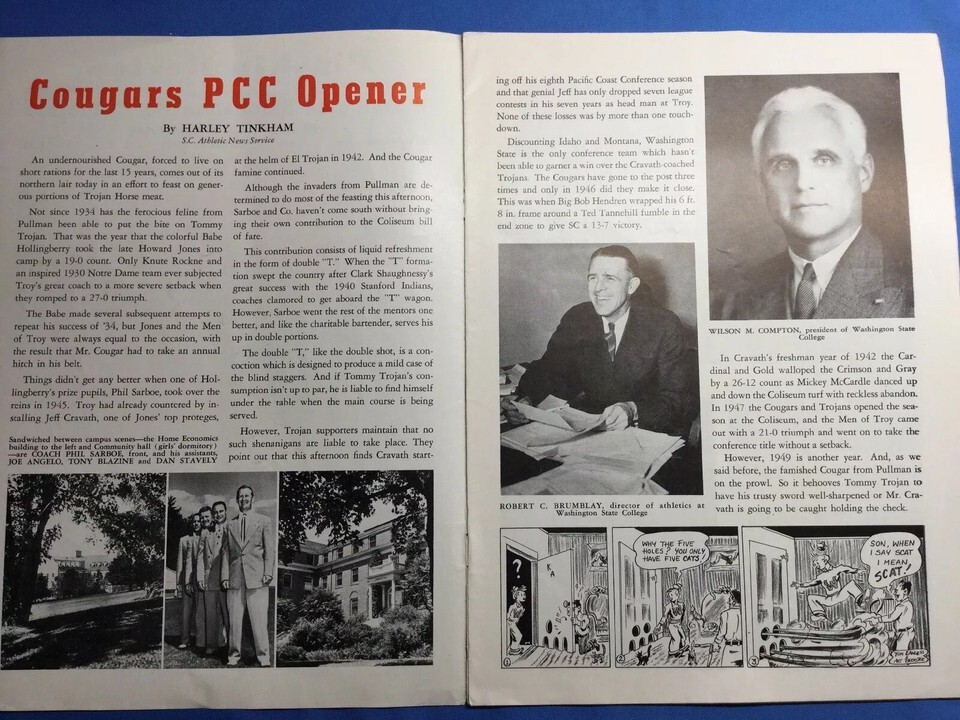 Cougars PCC Opener
By HARLEY TINKHAM
S.C. Athletic News Service
An undernourished Cougar, forced to live on
short rations for the last 15 years, comes out of its
northern lair today in an effort to feast on gener-
ous portions of Trojan Horse meat.
Not since 1934 has the ferocious feline from
Pullman been able to put the bite on Tommy
Trojan. That was the year that the colorful Babe
Hollingberry took the late Howard Jones into
camp by a 19-0 count. Only Knute Rockne and
an inspired 1930 Notre Dame team ever subjected
Troy's great coach to a more severe setback when
they romped to a 27-0 triumph.
The Babe made several subsequent attempts to
repeat his success of '34, but Jones and the Men
of Troy were always equal to the occasion, with
the result that Mr. Cougar had to take an annual
hitch in his belt.
Things didn't get any better when one of Hol-
lingberry's prize pupils, Phil Sarboe, took over the
reins in 1945. Troy had already countered by in-
stalling Jeff Cravath, one of Jones' top proteges,
Sandwiched between campus scenes—the Home Economics
building to the left and Community hall (girls' dormitory)
—are COACH PHIL SARBOE, front, and his assistants,
JOE ANGELO, TONY BLAZINE and DAN STAVELY
at the helm of El Trojan in 1942. And the Cougar
famine continued.
Although the invaders from Pullman are de-
termined to do most of the feasting this afternoon,
Sarboe and Co. haven't come south without bring-
ing their own contribution to the Coliseum bill
of fare.
This contribution consists of liquid refreshment
in the form of double "T." When the "T" forma-
tion swept the country after Clark Shaughnessy's
great success with the 1940 Stanford Indians,
coaches clamored to get aboard the "T" wagon.
However, Sarboe went the rest of the mentors one
better, and like the charitable bartender, serves his
up in double portions.
The double "T," like the double shot, is a con-
coction which is designed to produce a mild case of
the blind staggers. And if Tommy Trojan's con-
sumption isn't up to par, he is liable to find himself
under the table when the main course is being
served.
However, Trojan supporters maintain that no
such shenanigans are liable to take place. They
point out that this afternoon finds Cravath start-
ing off his eighth Pacific Coast Conference season
and that genial Jeff has only dropped seven league
contests in his seven years as head man at Troy.
None of these losses was by more than one touch-
down.
Discounting Idaho and Montana, Washington
State is the only conference team which hasn't
been able to garner a win over the Cravath-coached
Trojans. The Cougars have gone to the post three
times and only in 1946 did they make it close.
This was when Big Bob Hendren wrapped his 6 ft.
8 in. frame around a Ted Tannehill fumble in the
end zone to give SC a 13-7 victory.
ROBERT C. BRUMBLAY, director of athletics at
Washington State College
WILSON M. COMPTON, president of Washington State
College
In Cravath's freshman year of 1942 the Car-
dinal and Gold walloped the Crimson and Gray
by a 26-12 count as Mickey McCardle danced up
and down the Coliseum turf with reckless abandon.
In 1947 the Cougars and Trojans opened the sea-
son at the Coliseum, and the Men of Troy came
out with a 21-0 triumph and went on to take the
conference title without a setback.
However, 1949 is another year. And, as we
said before, the famished Cougar from Pullman is
on the prowl. So it behooves Tommy Trojan to
have his trusty sword well-sharpened or Mr. Cra-
vath is going to be caught holding the check.
?
KA
1
WHY THE FIVE
HOLES? YOU ONLY
HAVE FIVE CATS
2
SON, WHEN
I SAY SCAT
I MEAN
SCAT!
3